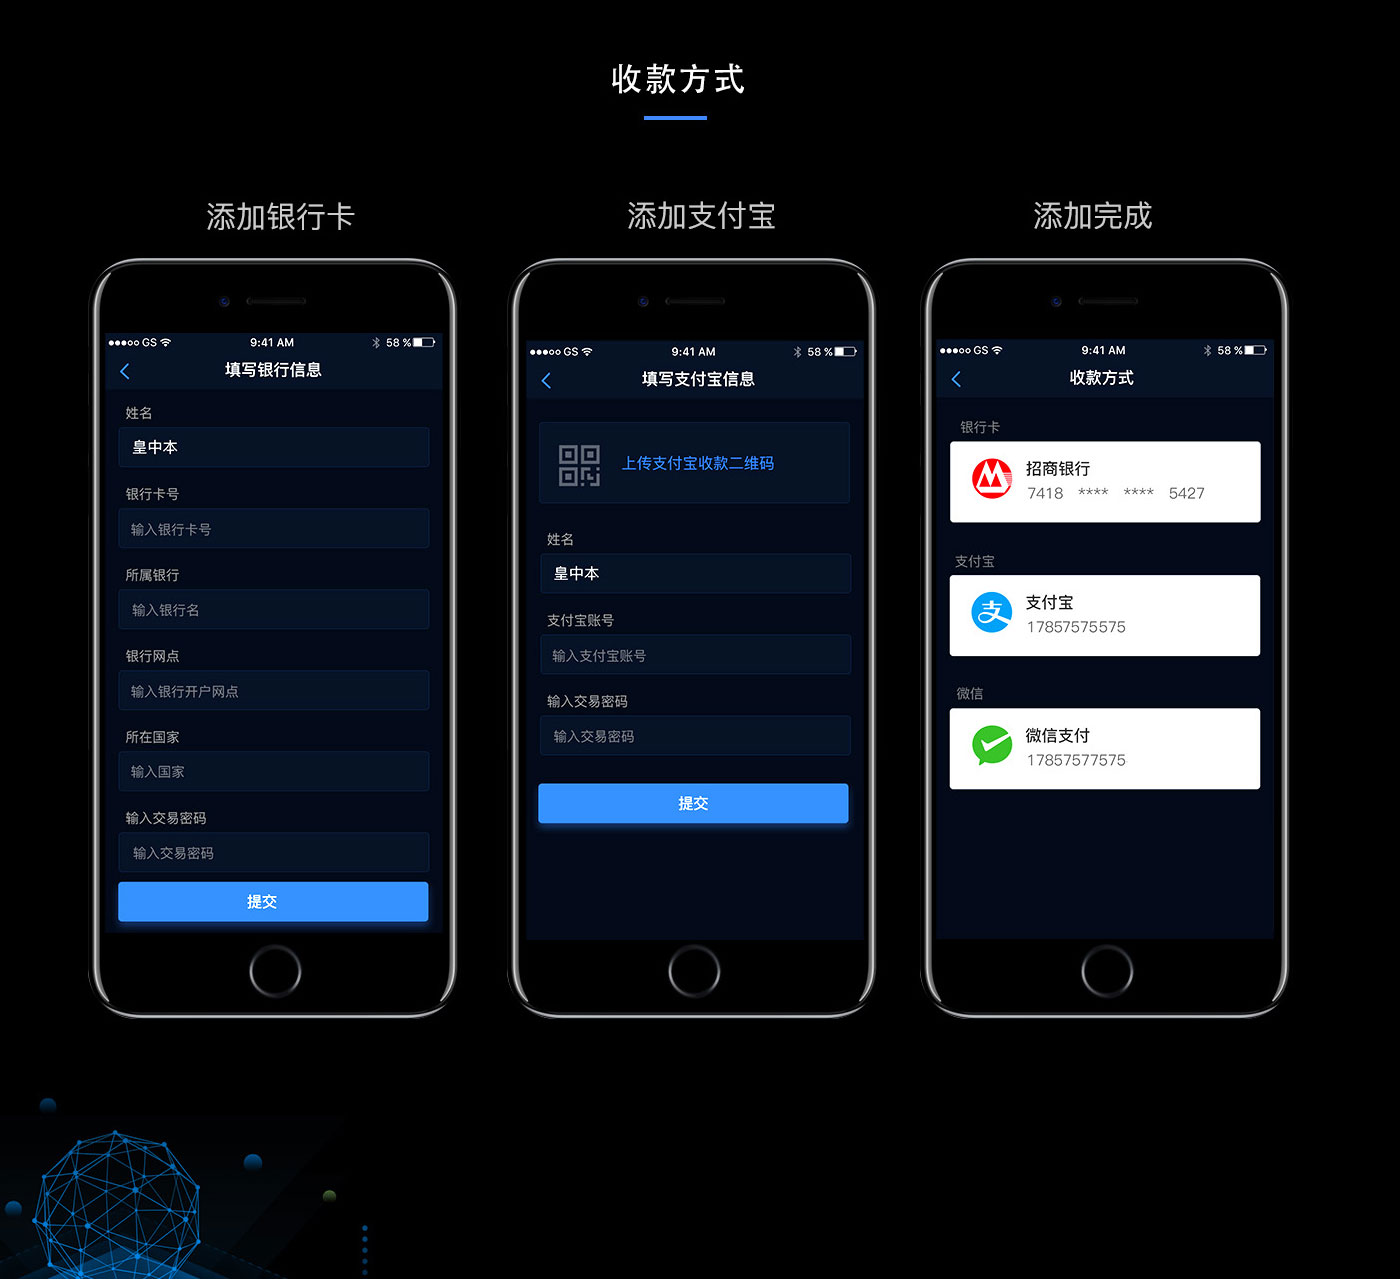 收款方式
添加银行卡
●●●○○ GS 9:41 AM 58 %
填写银行信息
姓名
皇中本
银行卡号
输入银行卡号
所属银行
输入银行名
银行网点
输入银行开户网点
所在国家
输入国家
输入交易密码
输入交易密码
提交
添加支付宝
●●●○○ GS 9:41 AM 58 %
填写支付宝信息
上传支付宝收款二维码
姓名
皇中本
支付宝账号
输入支付宝账号
输入交易密码
输入交易密码
提交
添加完成
●●●○○ GS 9:41 AM 58 %
收款方式
银行卡
招商银行
7418 **** **** 5427
支付宝
支
支付宝
17857575575
微信
微信支付
17857577575